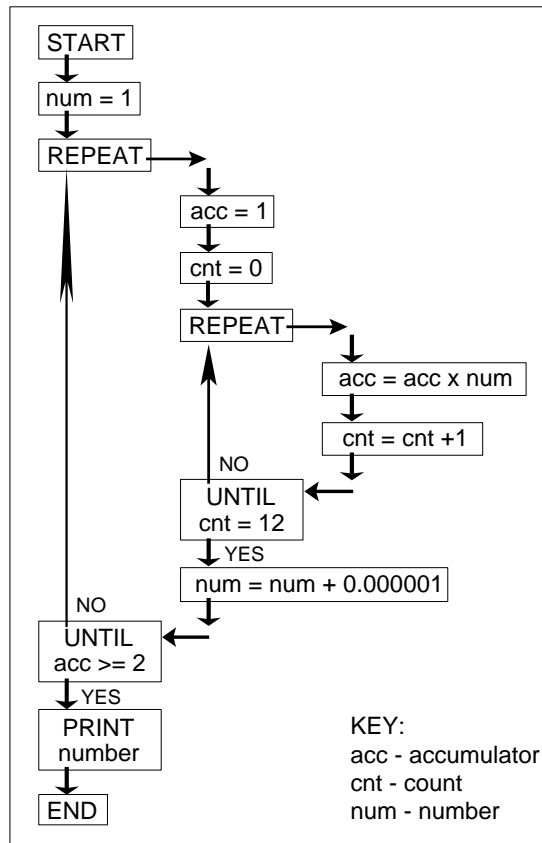 START
num = 1
REPEAT
acc = 1
cnt = 0
REPEAT
acc = acc x num
cnt = cnt +1
NO
UNTIL
cnt = 12
YES
num = num + 0.000001
NO
UNTIL
acc >= 2
YES
PRINT
number
END
KEY:
acc - accumulator
cnt - count
num - number